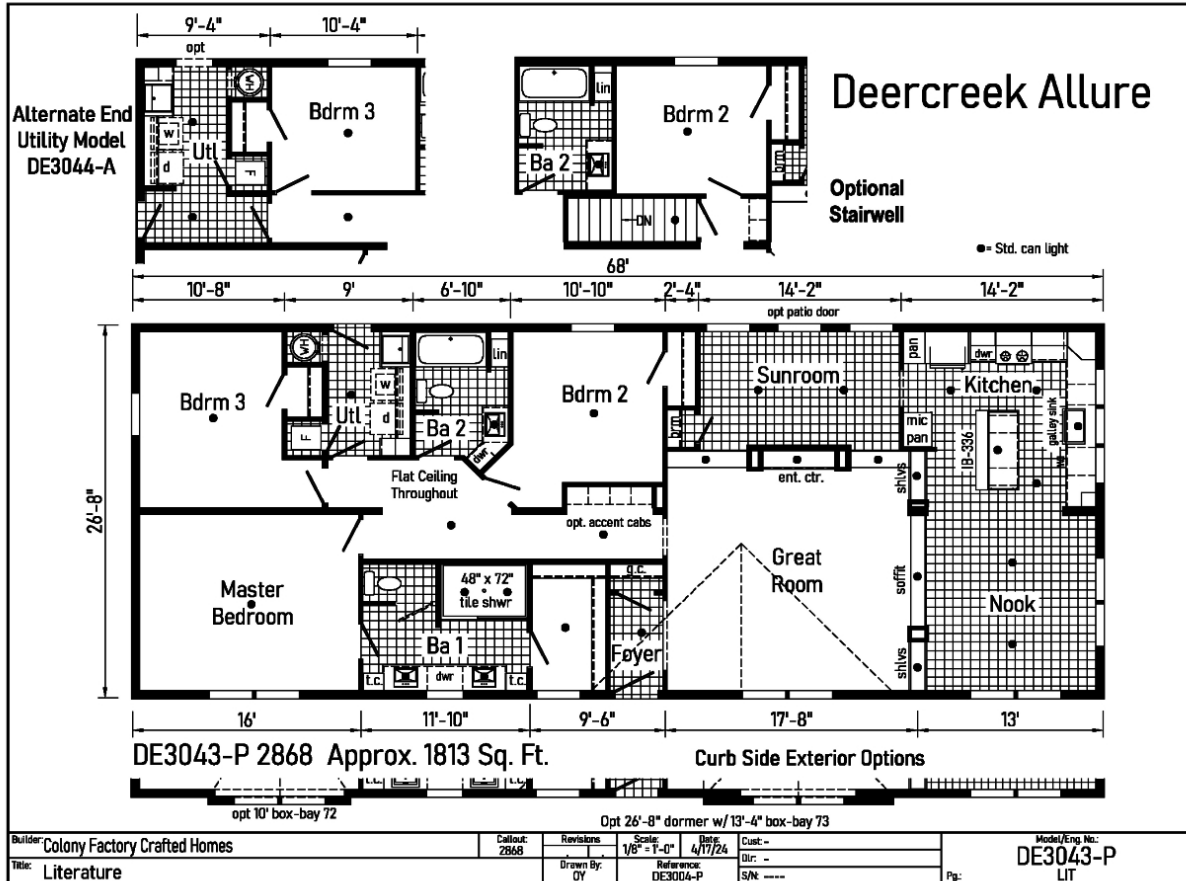 9'-4"
10'-4"
opt
Alternate End
Utility Model
DE3044-A
WH
Bdrm 3
w
Utl
d
F
lin
Bdrm 2
Ba 2
brm
DN
Deercreek Allure
Optional
Stairwell
●= Std. can light
68'
10'-8"
9'
6'-10"
10'-10"
2'-4"
14'-2"
14'-2"
opt patio door
26'-8"
WH
lin
pan
dwr
Sunroom
Kitchen
Bdrm 3
w
Bdrm 2
Utl
d
Ba 2
F
brm
mic
pan
IB-336
galley sink
dwr
Flat Ceiling
Throughout
ent. ctr.
shlvs
opt. accent cabs
Master
Bedroom
48" x 72"
tile shwr
g.c.
Great
Room
soffit
Nook
Ba 1
Foyer
shlvs
t.c.
dwr
t.c.
16'
11'-10"
9'-6"
17'-8"
13'
DE3043-P 2868 Approx. 1813 Sq. Ft.
Curb Side Exterior Options
t.c.
t.c.
opt 10' box-bay 72
Opt 26'-8" dormer w/ 13'-4" box-bay 73
Builder: Colony Factory Crafted Homes
Callout:
2868
Revisions
Scale:
1/8" = 1'-0"
Date:
4/17/24
Cust: -
Dlr: -
S/N: ----
Model/Eng. No.:
DE3043-P
LIT
Title: Literature
Drawn By:
OY
Reference:
DE3004-P
Pg.: